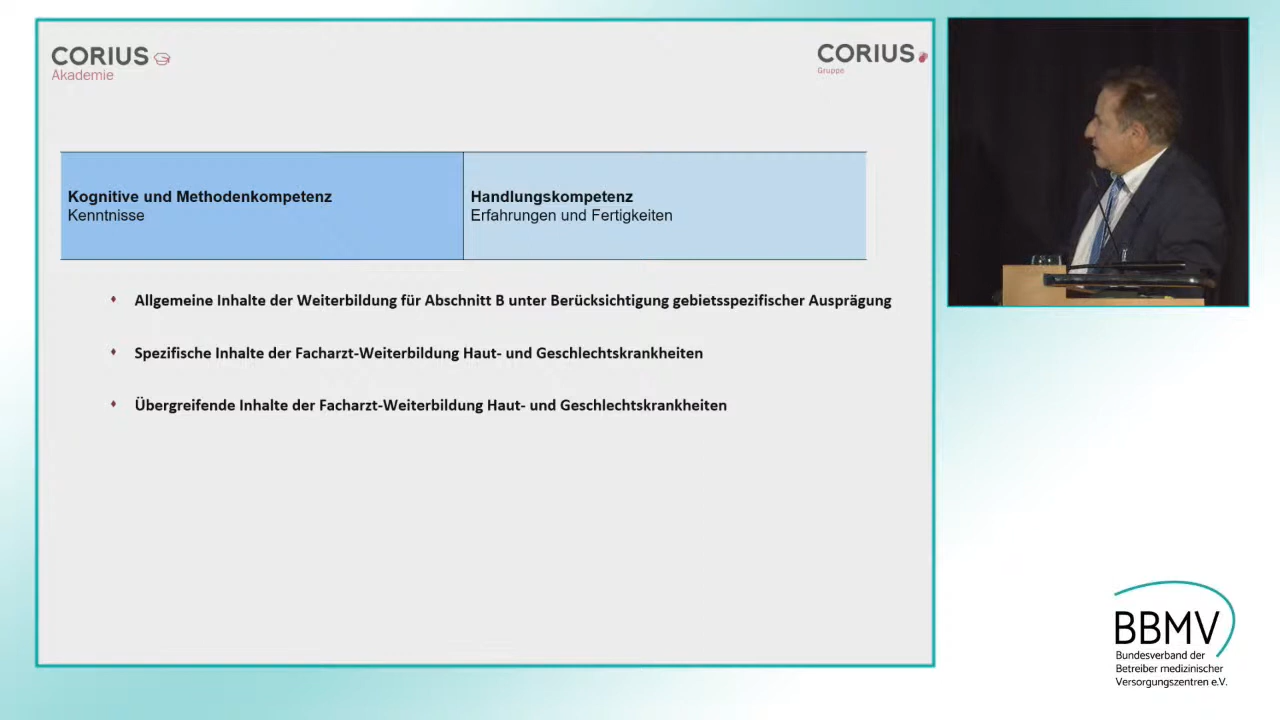 CORIUS
Akademie
CORIUS
Gruppe
Kognitive und Methodenkompetenz
Kenntnisse
Handlungskompetenz
Erfahrungen und Fertigkeiten
Allgemeine Inhalte der Weiterbildung für Abschnitt B unter Berücksichtigung gebietsspezifischer Ausprägung
Spezifische Inhalte der Facharzt-Weiterbildung Haut- und Geschlechtskrankheiten
Übergreifende Inhalte der Facharzt-Weiterbildung Haut- und Geschlechtskrankheiten
BBMV
Bundesverband der
Betreiber medizinischer
Versorgungszentren e.V.